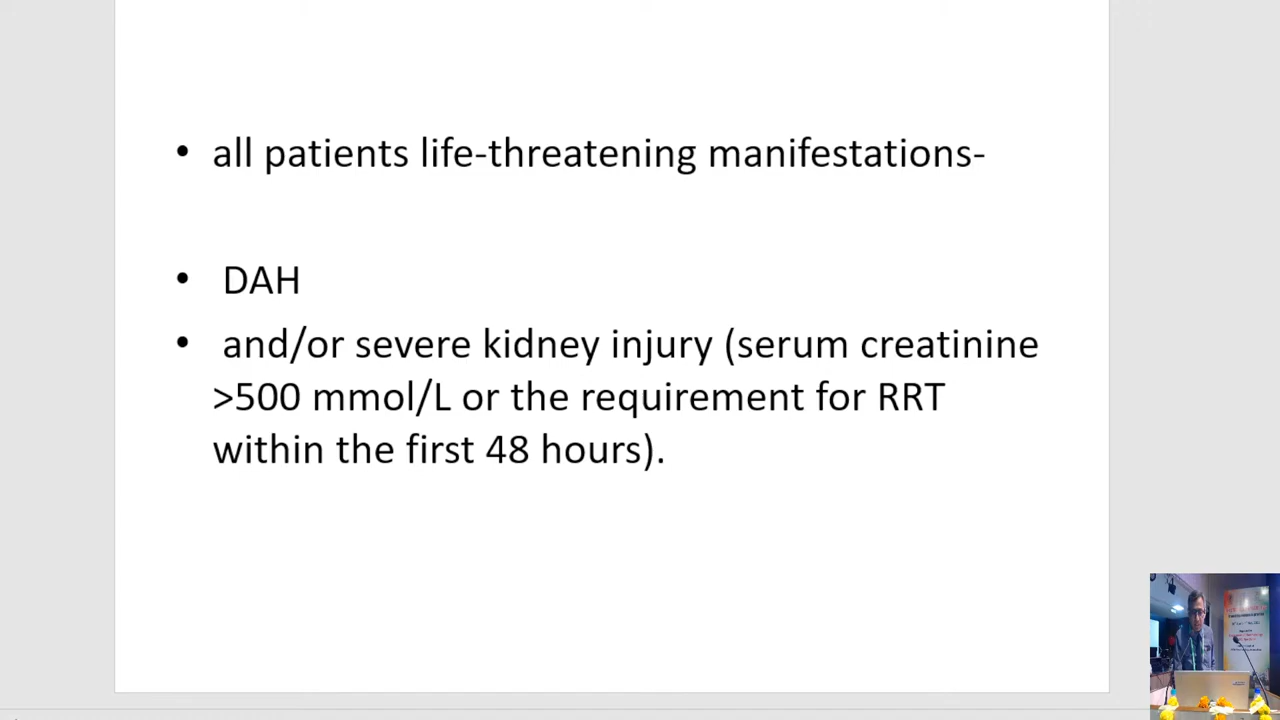 • all patients life-threatening manifestations-
• DAH
• and/or severe kidney injury (serum creatinine
>500 mmol/L or the requirement for RRT
within the first 48 hours).